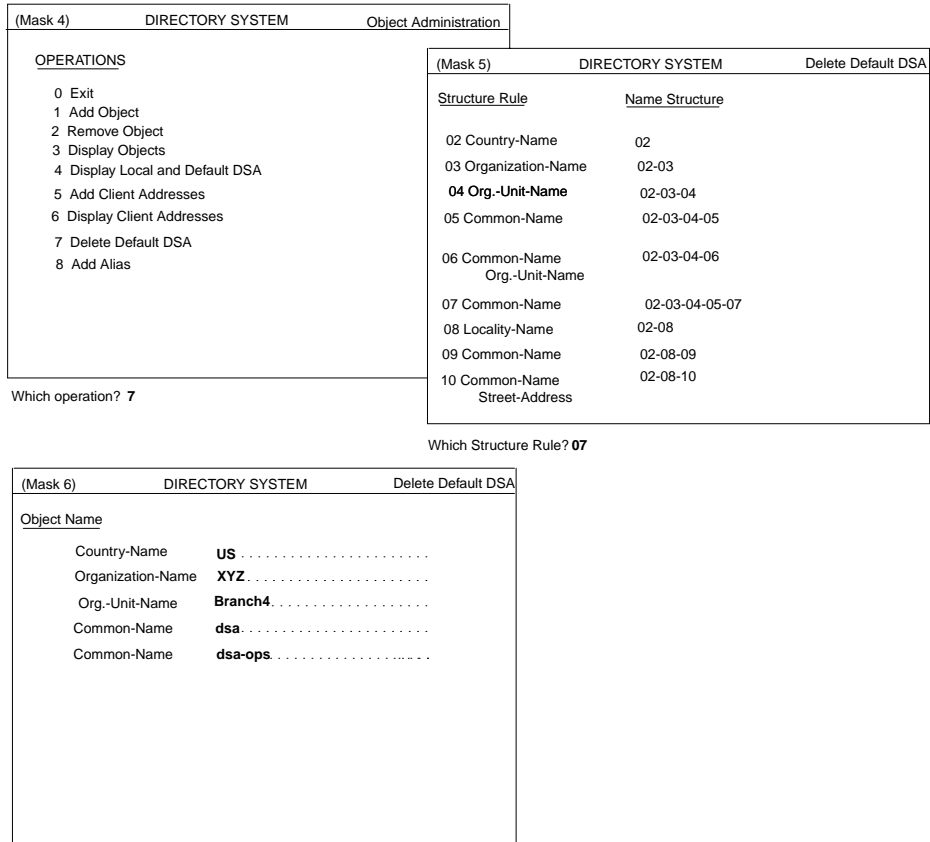 (Mask 4) DIRECTORY SYSTEM Object Administration
OPERATIONS
0 Exit
1 Add Object
2 Remove Object
3 Display Objects
4 Display Local and Default DSA
5 Add Client Addresses
6 Display Client Addresses
7 Delete Default DSA
8 Add Alias
Which operation? 7
(Mask 5) DIRECTORY SYSTEM Delete Default DSA
Structure Rule Name Structure
02 Country-Name 02
03 Organization-Name 02-03
04 Org.-Unit-Name 02-03-04
05 Common-Name 02-03-04-05
06 Common-Name 02-03-04-06
Org.-Unit-Name
07 Common-Name 02-03-04-05-07
08 Locality-Name 02-08
09 Common-Name 02-08-09
10 Common-Name 02-08-10
Street-Address
Which Structure Rule? 07
(Mask 6) DIRECTORY SYSTEM Delete Default DSA
Object Name
Country-Name US . . . . . . . . . . . . . . . . . . . . . . .
Organization-Name XYZ . . . . . . . . . . . . . . . . . . . . . .
Org.-Unit-Name Branch4 . . . . . . . . . . . . . . . . . . .
Common-Name dsa . . . . . . . . . . . . . . . . . . . . . . .
Common-Name dsa-ops . . . . . . . . . . . . . . . . . . . .